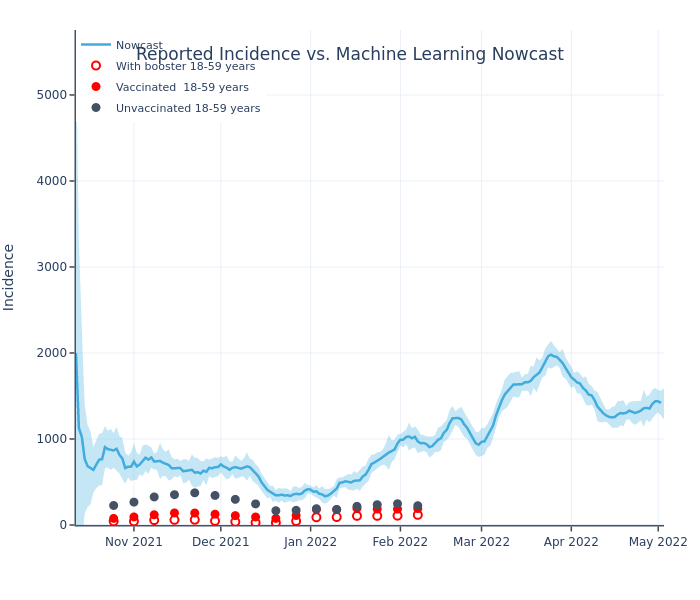 Reported Incidence vs. Machine Learning Nowcast
Nowcast
With booster 18-59 years
Vaccinated  18-59 years
Unvaccinated 18-59 years
Incidence
5000
4000
3000
2000
1000
0
Nov 2021
Dec 2021
Jan 2022
Feb 2022
Mar 2022
Apr 2022
May 2022